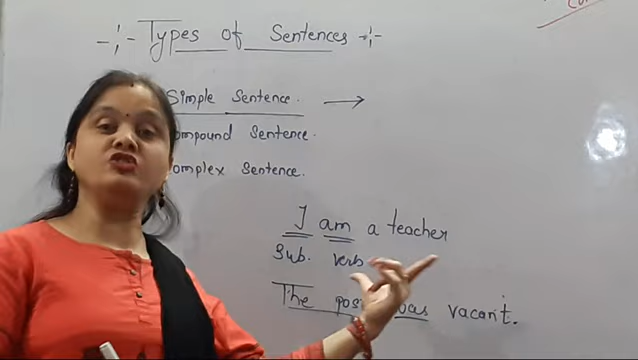 Types of Sentences
Simple Sentence. →
ompound Sentence.
omplex Sentence.
I am a teacher
Sub. verb
The pos was vacant.